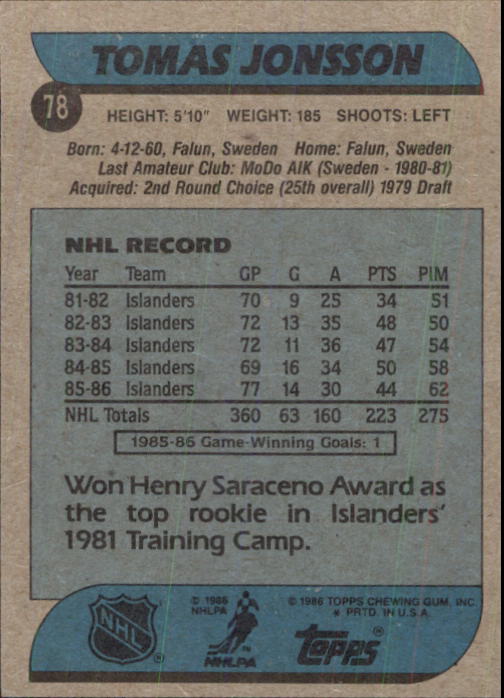 TOMAS JONSSON
78
HEIGHT: 5'10" WEIGHT: 185 SHOOTS: LEFT
Born: 4-12-60, Falun, Sweden Home: Falun, Sweden
Last Amateur Club: MoDo AIK (Sweden - 1980-81)
Acquired: 2nd Round Choice (25th overall) 1979 Draft
NHL RECORD
Year Team GP G A PTS PIM
81-82 Islanders 70 9 25 34 51
82-83 Islanders 72 13 35 48 50
83-84 Islanders 72 11 36 47 54
84-85 Islanders 69 16 34 50 58
85-86 Islanders 77 14 30 44 62
NHL Totals 360 63 160 223 275
1985-86 Game-Winning Goals: 1
Won Henry Saraceno Award as
the top rookie in Islanders'
1981 Training Camp.
© 1986 NHLPA
© 1986 TOPPS CHEWING GUM, INC.
* PRTD. IN U.S.A.
NHL ®
NHLPA ™
Topps ®